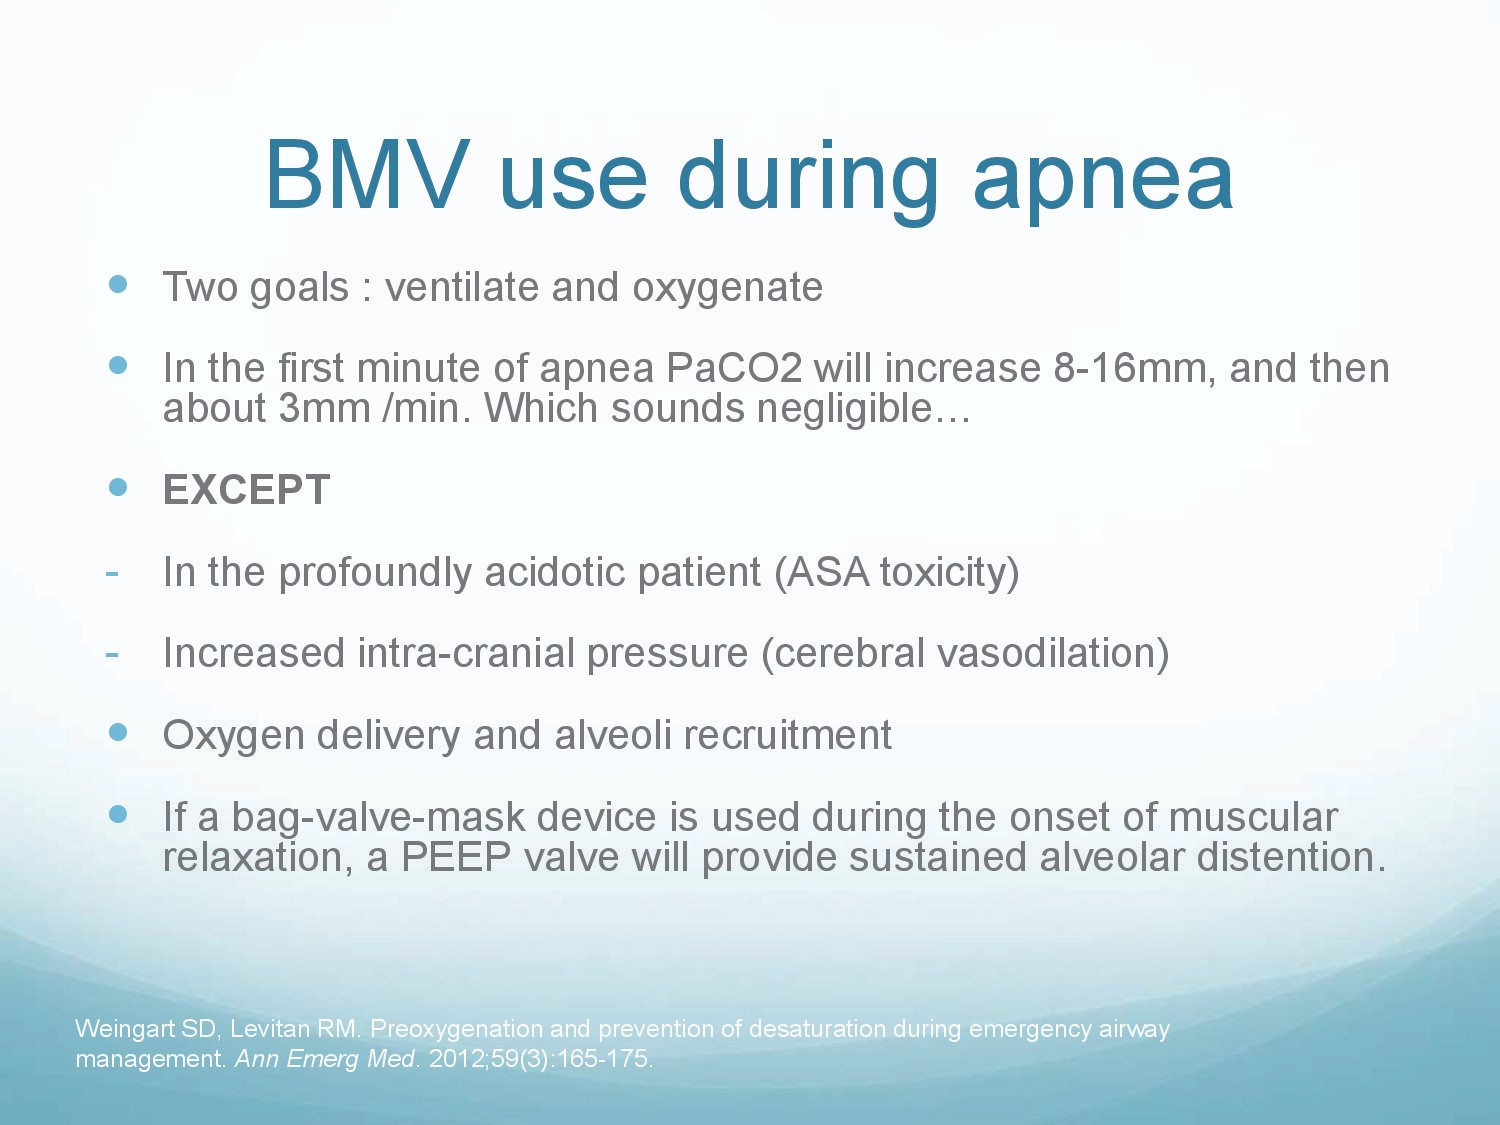 BMV use during apnea
• Two goals : ventilate and oxygenate
• In the first minute of apnea PaCO2 will increase 8-16mm, and then
about 3mm /min. Which sounds negligible…
• EXCEPT
- In the profoundly acidotic patient (ASA toxicity)
- Increased intra-cranial pressure (cerebral vasodilation)
• Oxygen delivery and alveoli recruitment
• If a bag-valve-mask device is used during the onset of muscular
relaxation, a PEEP valve will provide sustained alveolar distention.
Weingart SD, Levitan RM. Preoxygenation and prevention of desaturation during emergency airway
management. Ann Emerg Med. 2012;59(3):165-175.